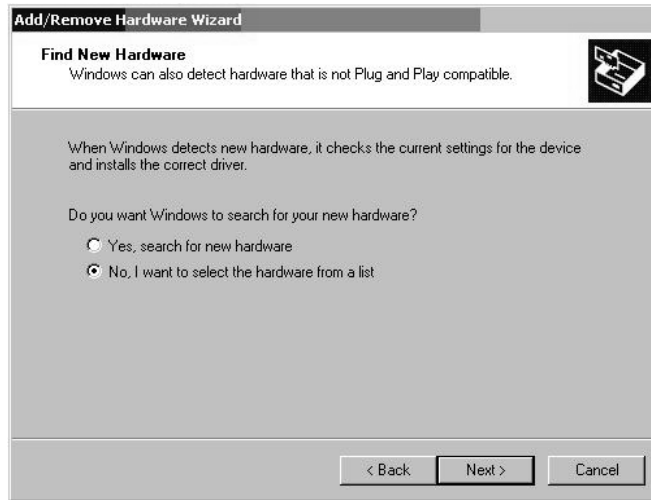 Add/Remove Hardware Wizard
Find New Hardware
Windows can also detect hardware that is not Plug and Play compatible.
When Windows detects new hardware, it checks the current settings for the device
and installs the correct driver.
Do you want Windows to search for your new hardware?
Yes, search for new hardware
No, I want to select the hardware from a list
< Back
Next >
Cancel